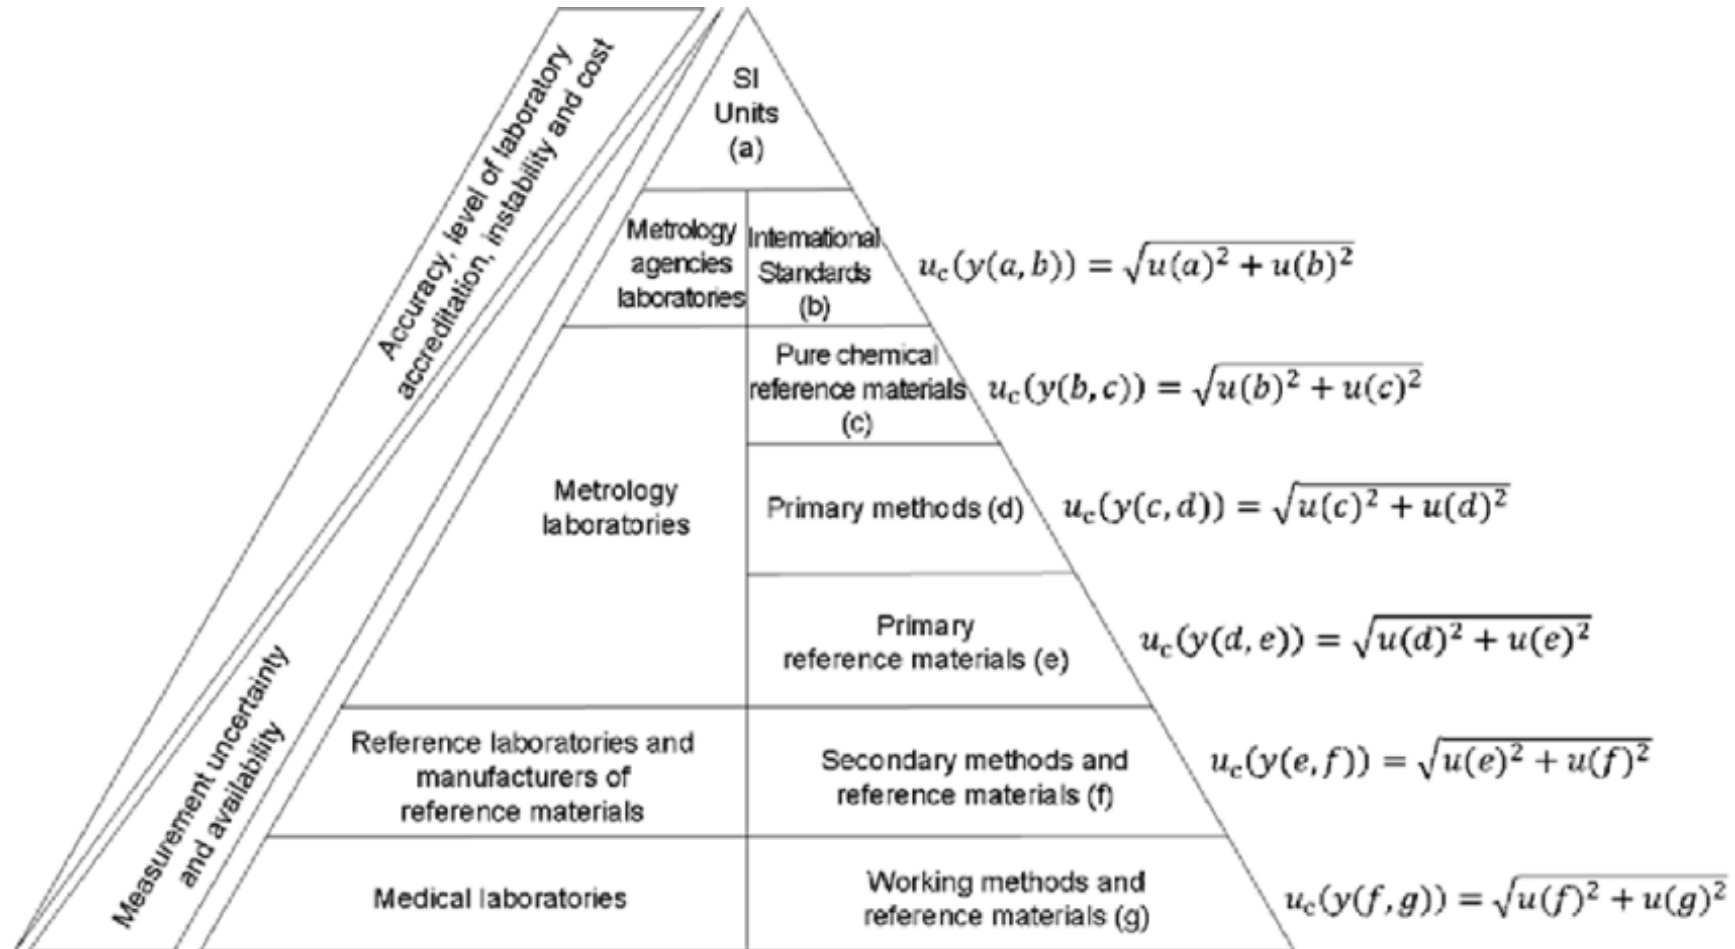 Accuracy, level of laboratory
accreditation, instability and cost
Measurement uncertainty
and availability
SI
Units
(a)
Metrology
agencies
laboratories
International
Standards
(b)
u_c(y(a, b)) = √(u(a)² + u(b)²)
Pure chemical
reference materials
(c)
u_c(y(b, c)) = √(u(b)² + u(c)²)
Metrology
laboratories
Primary methods (d)
u_c(y(c, d)) = √(u(c)² + u(d)²)
Primary
reference materials (e)
u_c(y(d, e)) = √(u(d)² + u(e)²)
Reference laboratories and
manufacturers of
reference materials
Secondary methods and
reference materials (f)
u_c(y(e, f)) = √(u(e)² + u(f)²)
Medical laboratories
Working methods and
reference materials (g)
u_c(y(f, g)) = √(u(f)² + u(g)²)